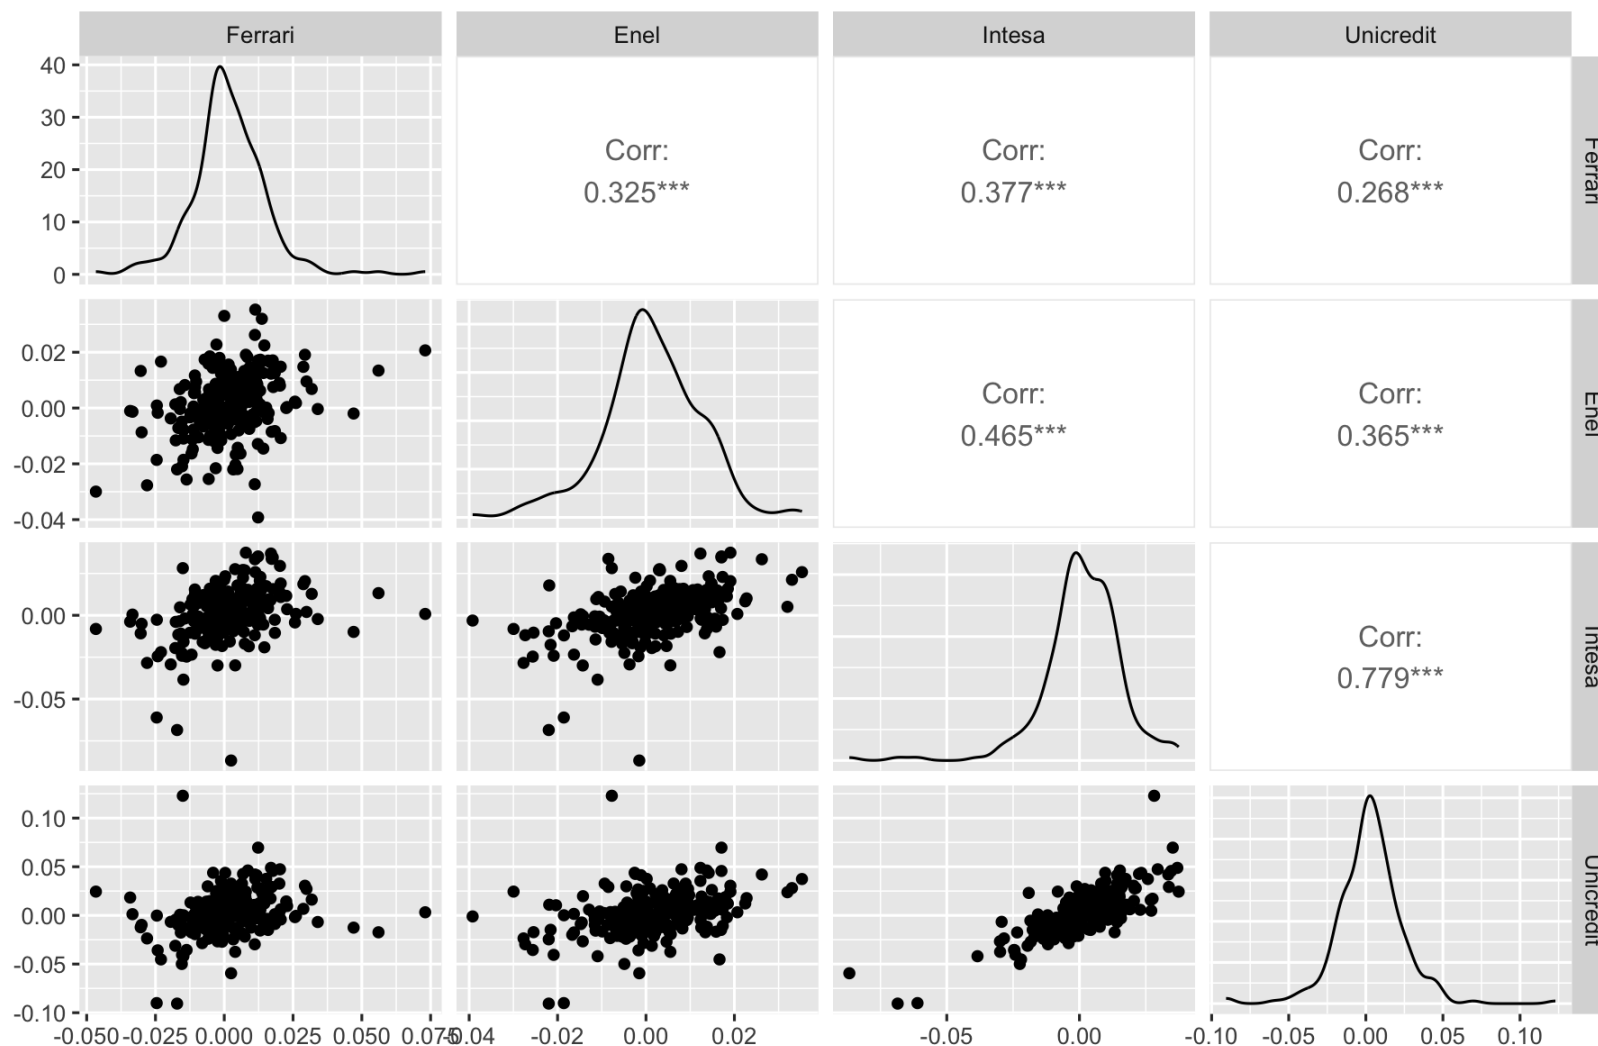 Ferrari Enel Intesa Unicredit
40
30
20
10
0
Corr:
0.325***
Corr:
0.377***
Corr:
0.268***
Ferrari
0.02
0.00
-0.02
-0.04
Corr:
0.465***
Corr:
0.365***
Enel
0.00
-0.05
Corr:
0.779***
Intesa
0.10
0.05
0.00
-0.05
-0.10
Unicredit
-0.050 -0.025 0.000 0.025 0.050 0.075 -0.04 -0.02 0.00 0.02 -0.05 0.00 -0.10 -0.05 0.00 0.05 0.10